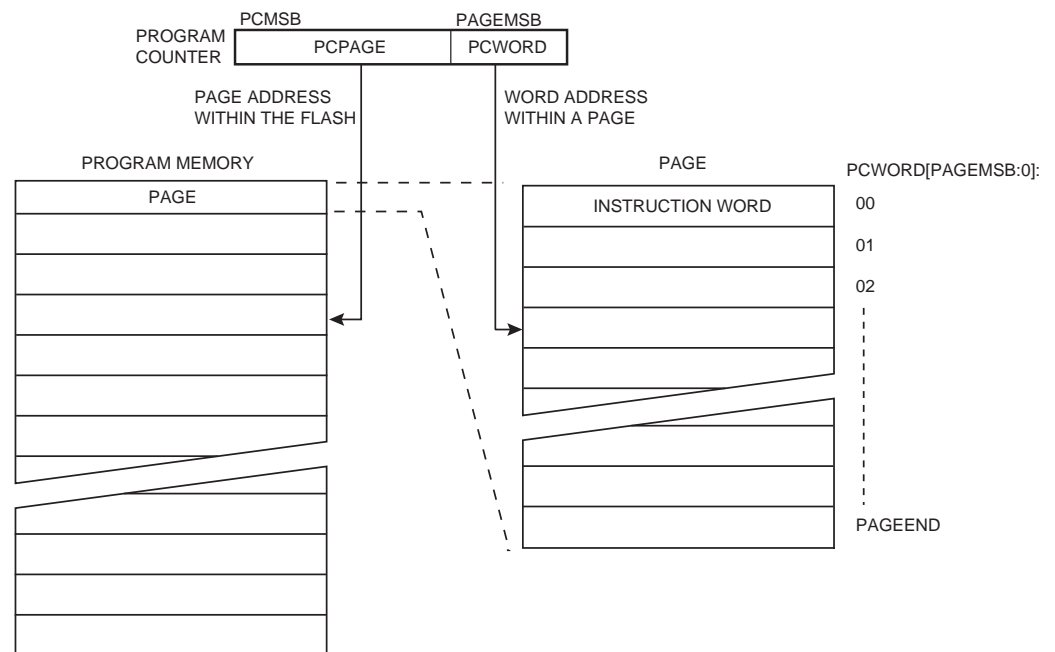 PCMSB PAGEMSB
PROGRAM
COUNTER
PCPAGE PCWORD
PAGE ADDRESS
WITHIN THE FLASH
WORD ADDRESS
WITHIN A PAGE
PROGRAM MEMORY
PAGE
PAGE
PCWORD[PAGEMSB:0]:
INSTRUCTION WORD
00
01
02
PAGEEND